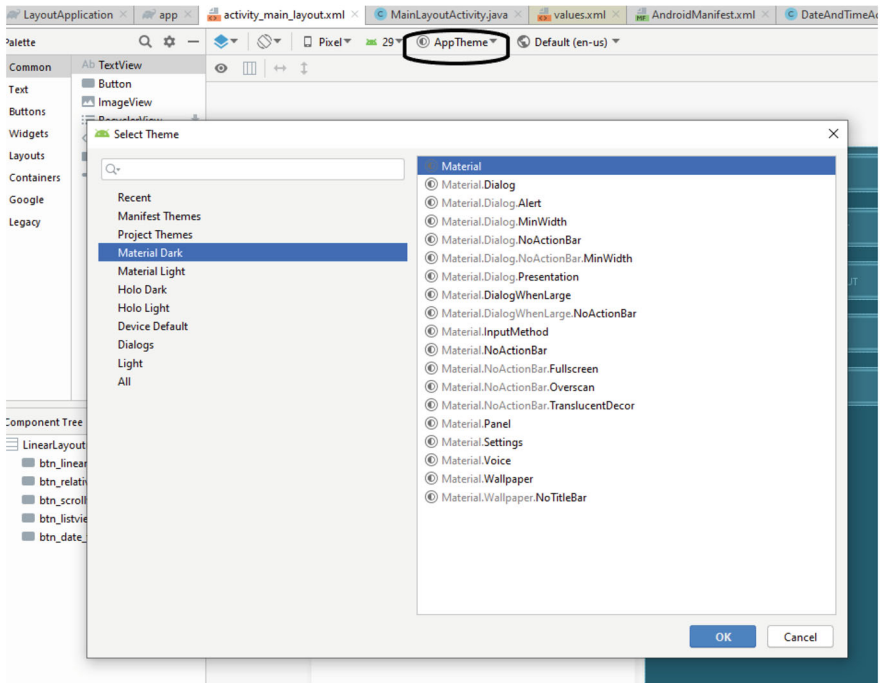 LayoutApplication
app
activity_main_layout.xml
MainLayoutActivity.java
values.xml
AndroidManifest.xml
DateAndTimeAc
Palette
Pixel
29
AppTheme
Default (en-us)
Common
Ab TextView
Text
Button
ImageView
Buttons
RecyclerView
Widgets
Select Theme
Layouts
Containers
Google
Legacy
Recent
Manifest Themes
Project Themes
Material Dark
Material Light
Holo Dark
Holo Light
Device Default
Dialogs
Light
All
Material
Material.Dialog
Material.Dialog.Alert
Material.Dialog.MinWidth
Material.Dialog.NoActionBar
Material.Dialog.NoActionBar.MinWidth
Material.Dialog.Presentation
Material.DialogWhenLarge
Material.DialogWhenLarge.NoActionBar
Material.InputMethod
Material.NoActionBar
Material.NoActionBar.Fullscreen
Material.NoActionBar.Overscan
Material.NoActionBar.TranslucentDecor
Material.Panel
Material.Settings
Material.Voice
Material.Wallpaper
Material.Wallpaper.NoTitleBar
UT
Component Tree
LinearLayout
btn_linear
btn_relati
btn_scroll
btn_listvie
btn_date_
OK
Cancel